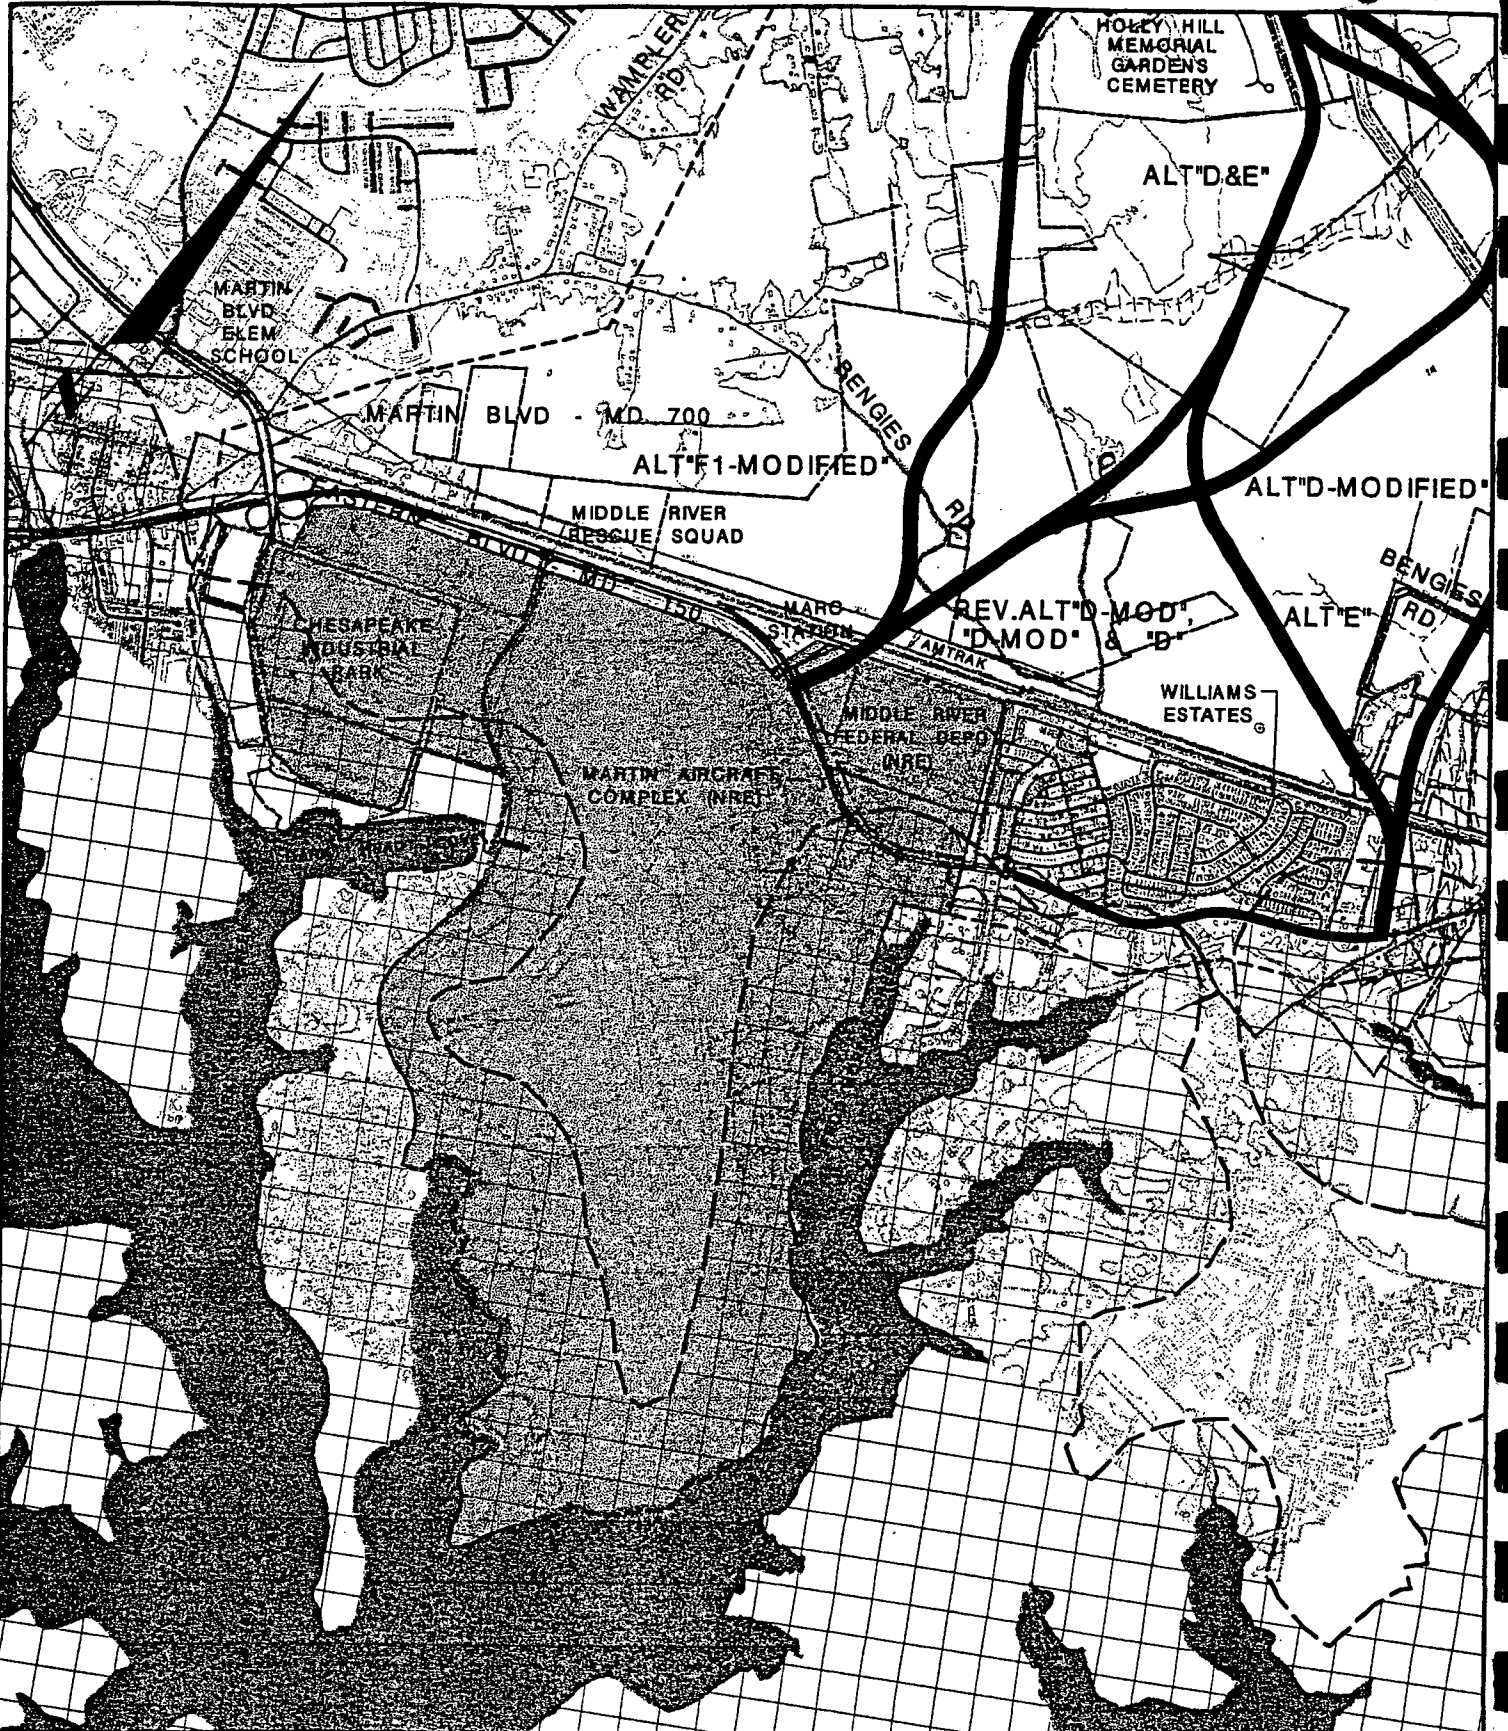 HOLLY HILL
MEMORIAL
GARDENS
CEMETERY
WAMPLER
RD
ALT"D&E"
MARTIN
BLVD
ELEM
SCHOOL
MARTIN BLVD - MD 700
BENGIES
RD
ALT"F1-MODIFIED"
ALT"D-MODIFIED"
EASTERN BLVD - MD 150
MIDDLE RIVER
RESCUE SQUAD
BENGIES
RD
MARC
STATION
REV.ALT"D-MOD",
"D-MOD" & "D"
ALT"E"
AMTRAK
CHESAPEAKE
INDUSTRIAL
PARK
WILLIAMS
ESTATES
MIDDLE RIVER
FEDERAL DEPO
(NRE)
MARTIN AIRCRAFT
COMPLEX (NRE)